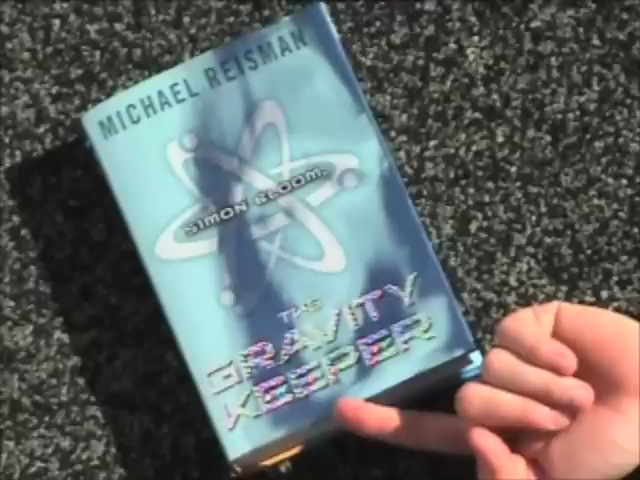 MICHAEL REISMAN
SIMON BLOOM.
THE
GRAVITY
KEEPER